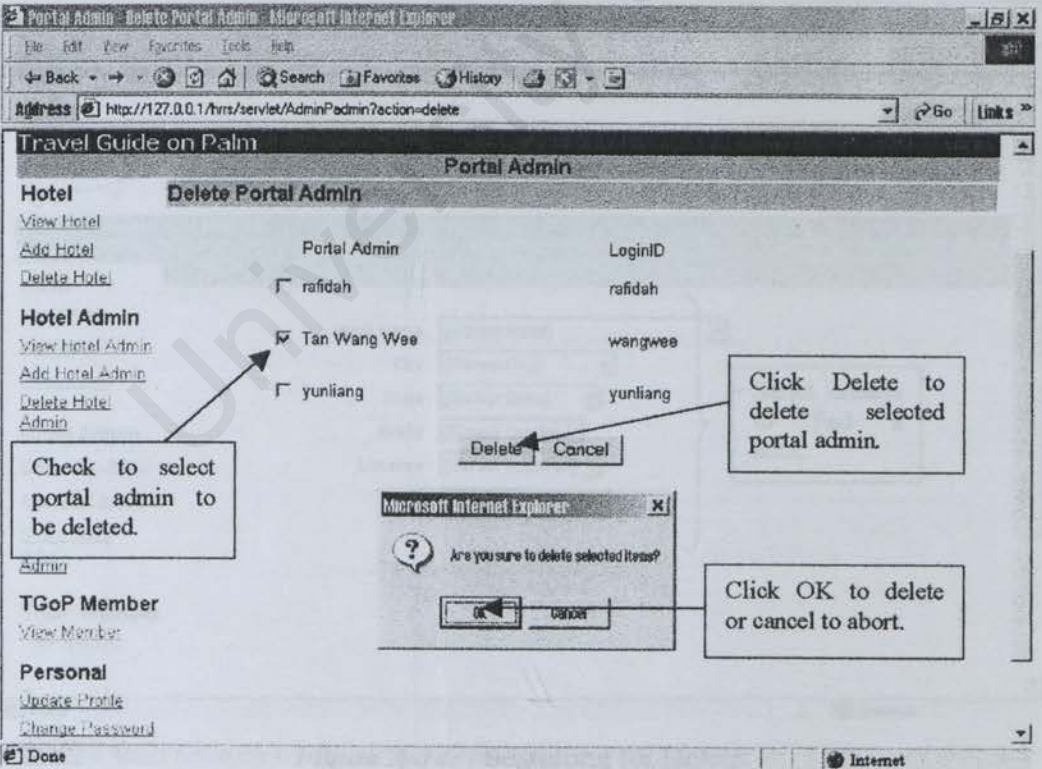 Portal Admin - Delete Portal Admin - Microsoft Internet Explorer
File Edit View Favorites Tools Help
Back Search Favorites History
Address http://127.0.0.1/hrrs/servlet/AdminPadmin?action=delete Go Links »
Travel Guide on Palm
Portal Admin
Hotel
Delete Portal Admin
View Hotel
Add Hotel
Delete Hotel
Portal Admin LoginID
rafidah rafidah
Tan Wang Wee wangwee
yunliang yunliang
Delete Cancel
Hotel Admin
View Hotel Admin
Add Hotel Admin
Delete Hotel
Admin
Check to select
portal admin to
be deleted.
Click Delete to
delete selected
portal admin.
Microsoft Internet Explorer
Are you sure to delete selected items?
OK Cancel
Click OK to delete
or cancel to abort.
Admin
TGoP Member
View Member
Personal
Update Profile
Change Password
Done Internet